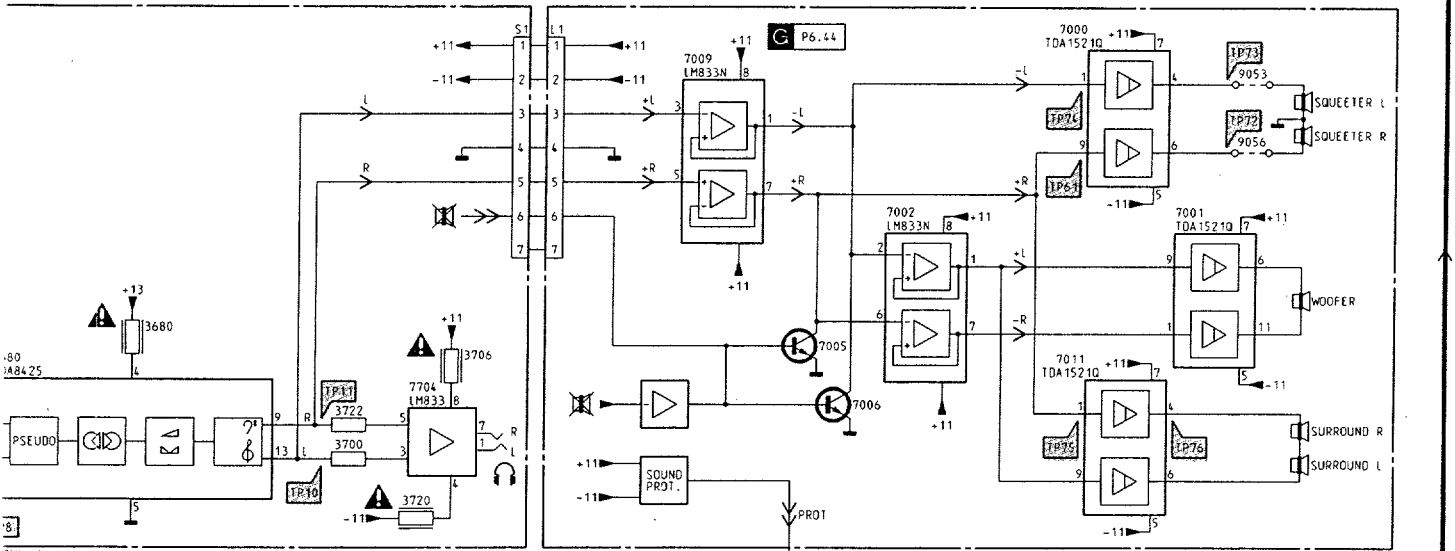 S1 L1
+11 1 1 +11
-11 2 2 -11
L 3 3 +L
4 4
R 5 5 +R
6 6
7 7
G P6.44
7009
LM833N
+11
8
3 1 -L
5 7 +R
+11
7000
TDA1521Q
+11
7
-L 1 4
TP74
TP73
9053
SQUEETER L
TP72
9056
SQUEETER R
9 6
TP61
+R
-11 5
7002
LM833N
+11
8
2 1 +L
6 7 -R
+11
7001
TDA1521Q
+11
7
9 6
WOOFER
1 11
5
-11
7005
7006
7011
TDA1521Q
+11
7
1 4
TP75 TP76
SURROUND R
SURROUND L
9 6
-11 5
+11
-11
SOUND
PROT.
PROT
+13
3680
4
+11
3706
7704
LM833 8
TP11
9 R 3722 5
7 R
1 L
13 L 3700 3
TP10
4
3720
-11
PSEUDO
5